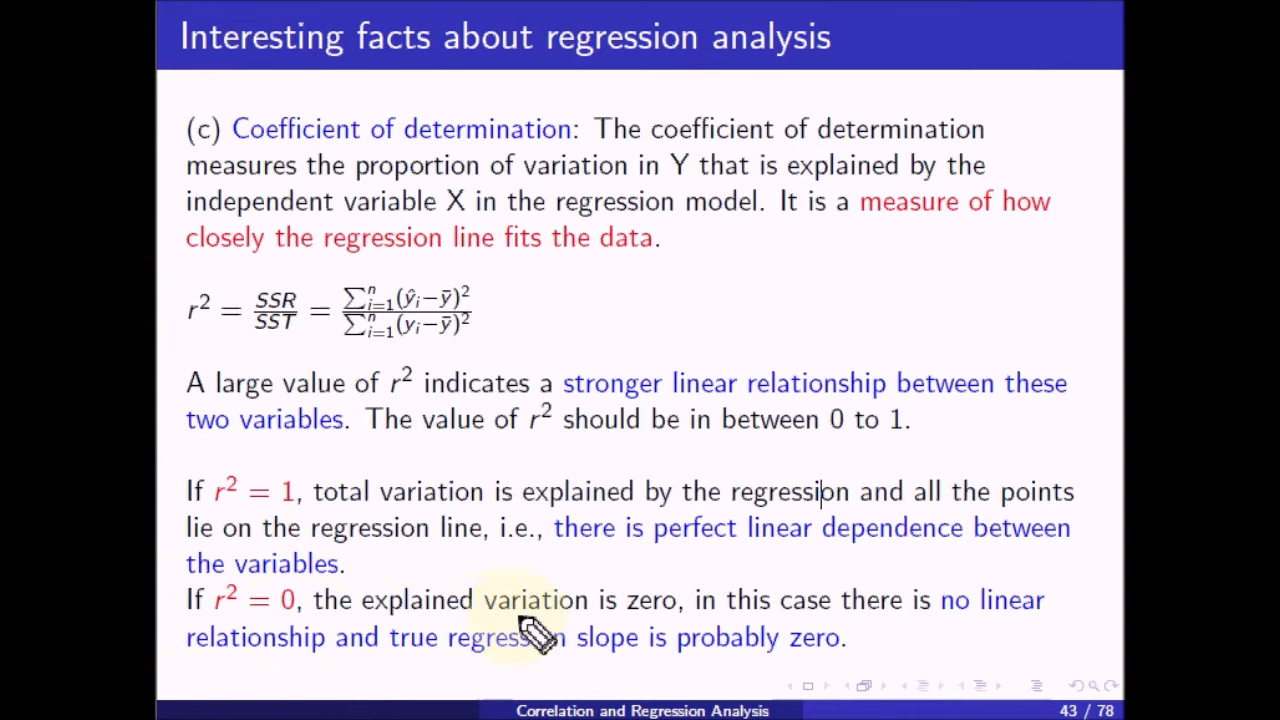 Interesting facts about regression analysis
(c) Coefficient of determination: The coefficient of determination
measures the proportion of variation in Y that is explained by the
independent variable X in the regression model. It is a measure of how
closely the regression line fits the data.
r² = SSR/SST = ∑ⁿᵢ₌₁(ŷᵢ−ȳ)² / ∑ⁿᵢ₌₁(yᵢ−ȳ)²
A large value of r² indicates a stronger linear relationship between these
two variables. The value of r² should be in between 0 to 1.
If r² = 1, total variation is explained by the regression and all the points
lie on the regression line, i.e., there is perfect linear dependence between
the variables.
If r² = 0, the explained variation is zero, in this case there is no linear
relationship and true regression slope is probably zero.
Correlation and Regression Analysis 43 / 78